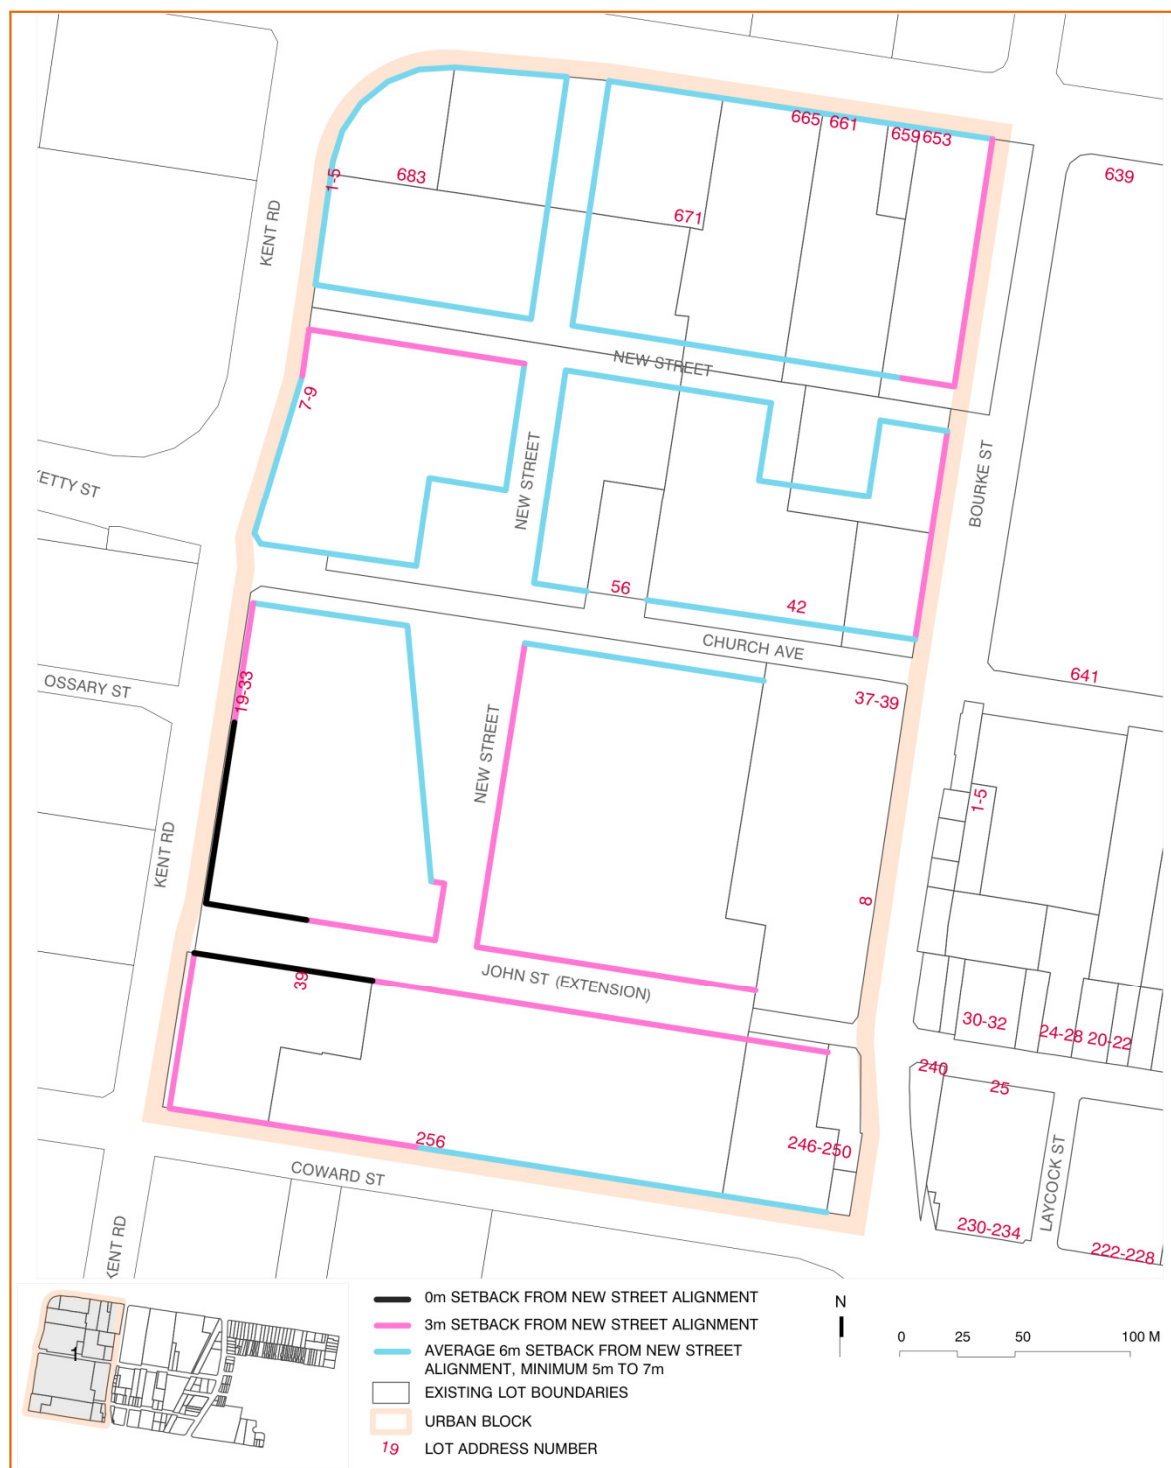 665 661
659 653
639
683
1-5
671
KENT RD
NEW STREET
7-9
BOURKE ST
KETTY ST
NEW STREET
56
42
CHURCH AVE
641
OSSARY ST
19-33
37-39
NEW STREET
1-5
KENT RD
8
JOHN ST (EXTENSION)
39
30-32
24-28 20-22
240
25
256
246-250
COWARD ST
LAYCOCK ST
230-234
222-228
KENT RD
1
0m SETBACK FROM NEW STREET ALIGNMENT
3m SETBACK FROM NEW STREET ALIGNMENT
AVERAGE 6m SETBACK FROM NEW STREET
ALIGNMENT, MINIMUM 5m TO 7m
EXISTING LOT BOUNDARIES
URBAN BLOCK
19 LOT ADDRESS NUMBER
N
0 25 50 100 M